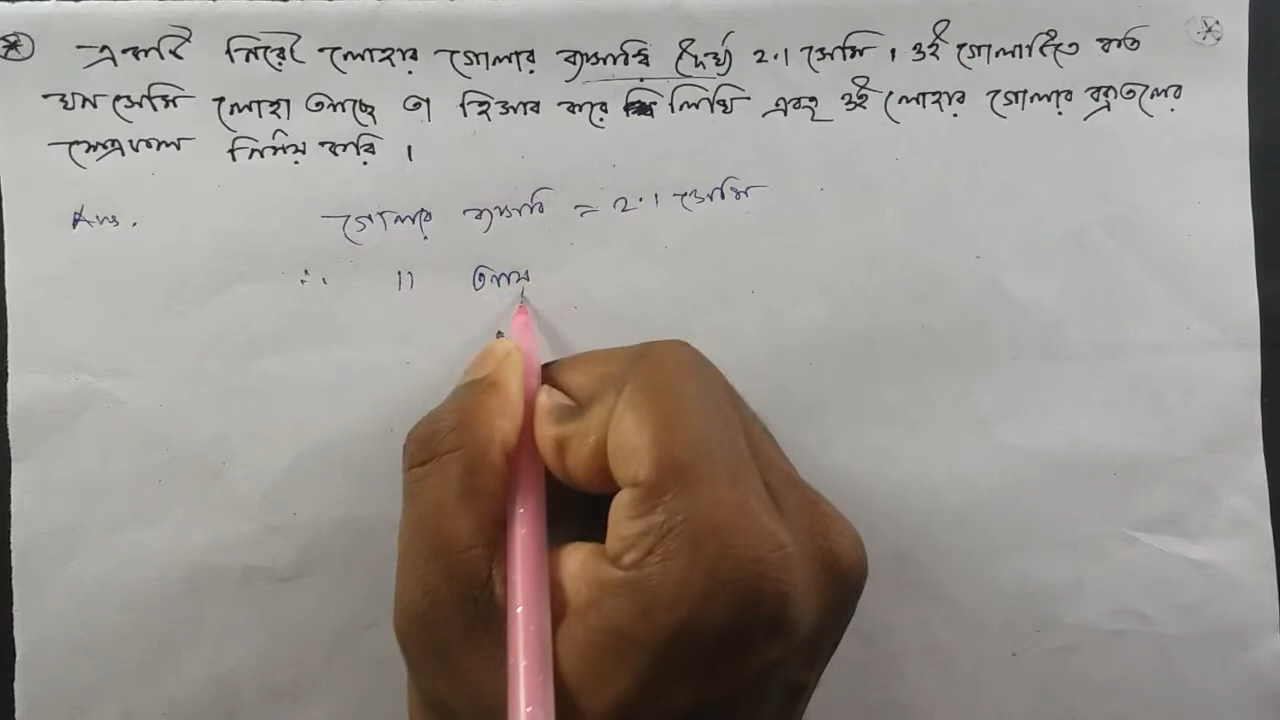 একটি নিরেট লোহার গোলার ব্যাসার্ধের দৈর্ঘ্য 2.1 সেমি। ওই গোলাটিতে কত
ঘন সেমি লোহা আছে তা হিসাব করে লিখি এবং ওই লোহার গোলার বক্রতলের
ক্ষেত্রফল নির্ণয় করি।
Ans. গোলার ব্যাসার্ধ = 2.1 সেমি
∴ " আয়